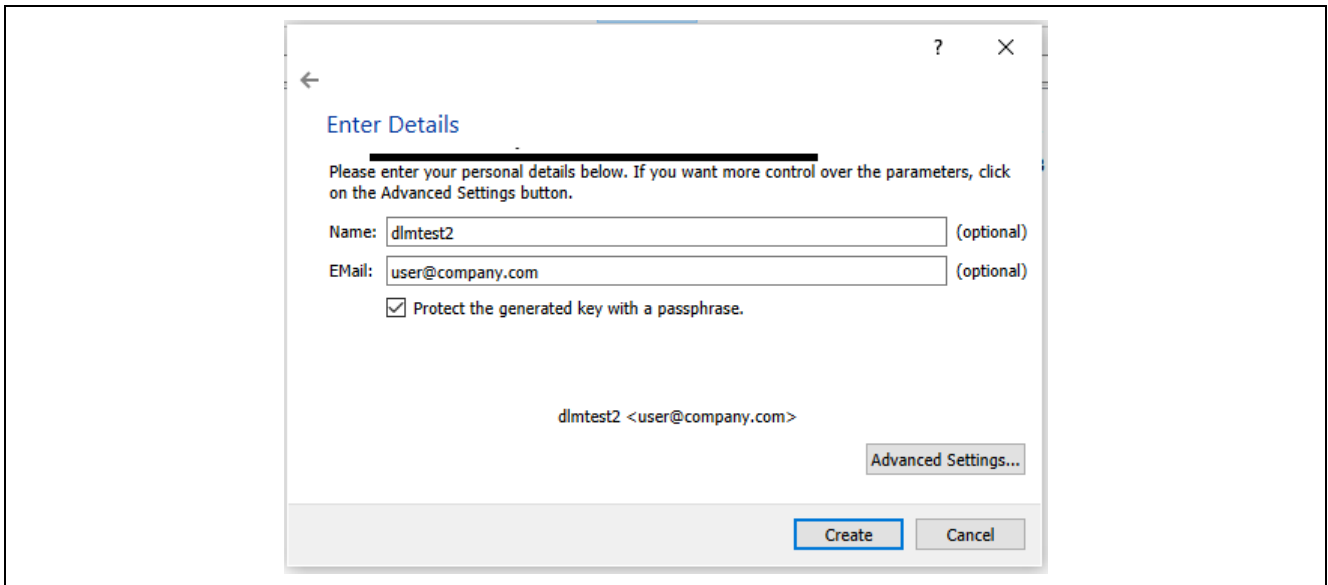 ?
Enter Details
Please enter your personal details below. If you want more control over the parameters, click
on the Advanced Settings button.
Name: dlmtest2 (optional)
EMail: user@company.com (optional)
Protect the generated key with a passphrase.
dlmtest2 <user@company.com>
Advanced Settings...
Create Cancel